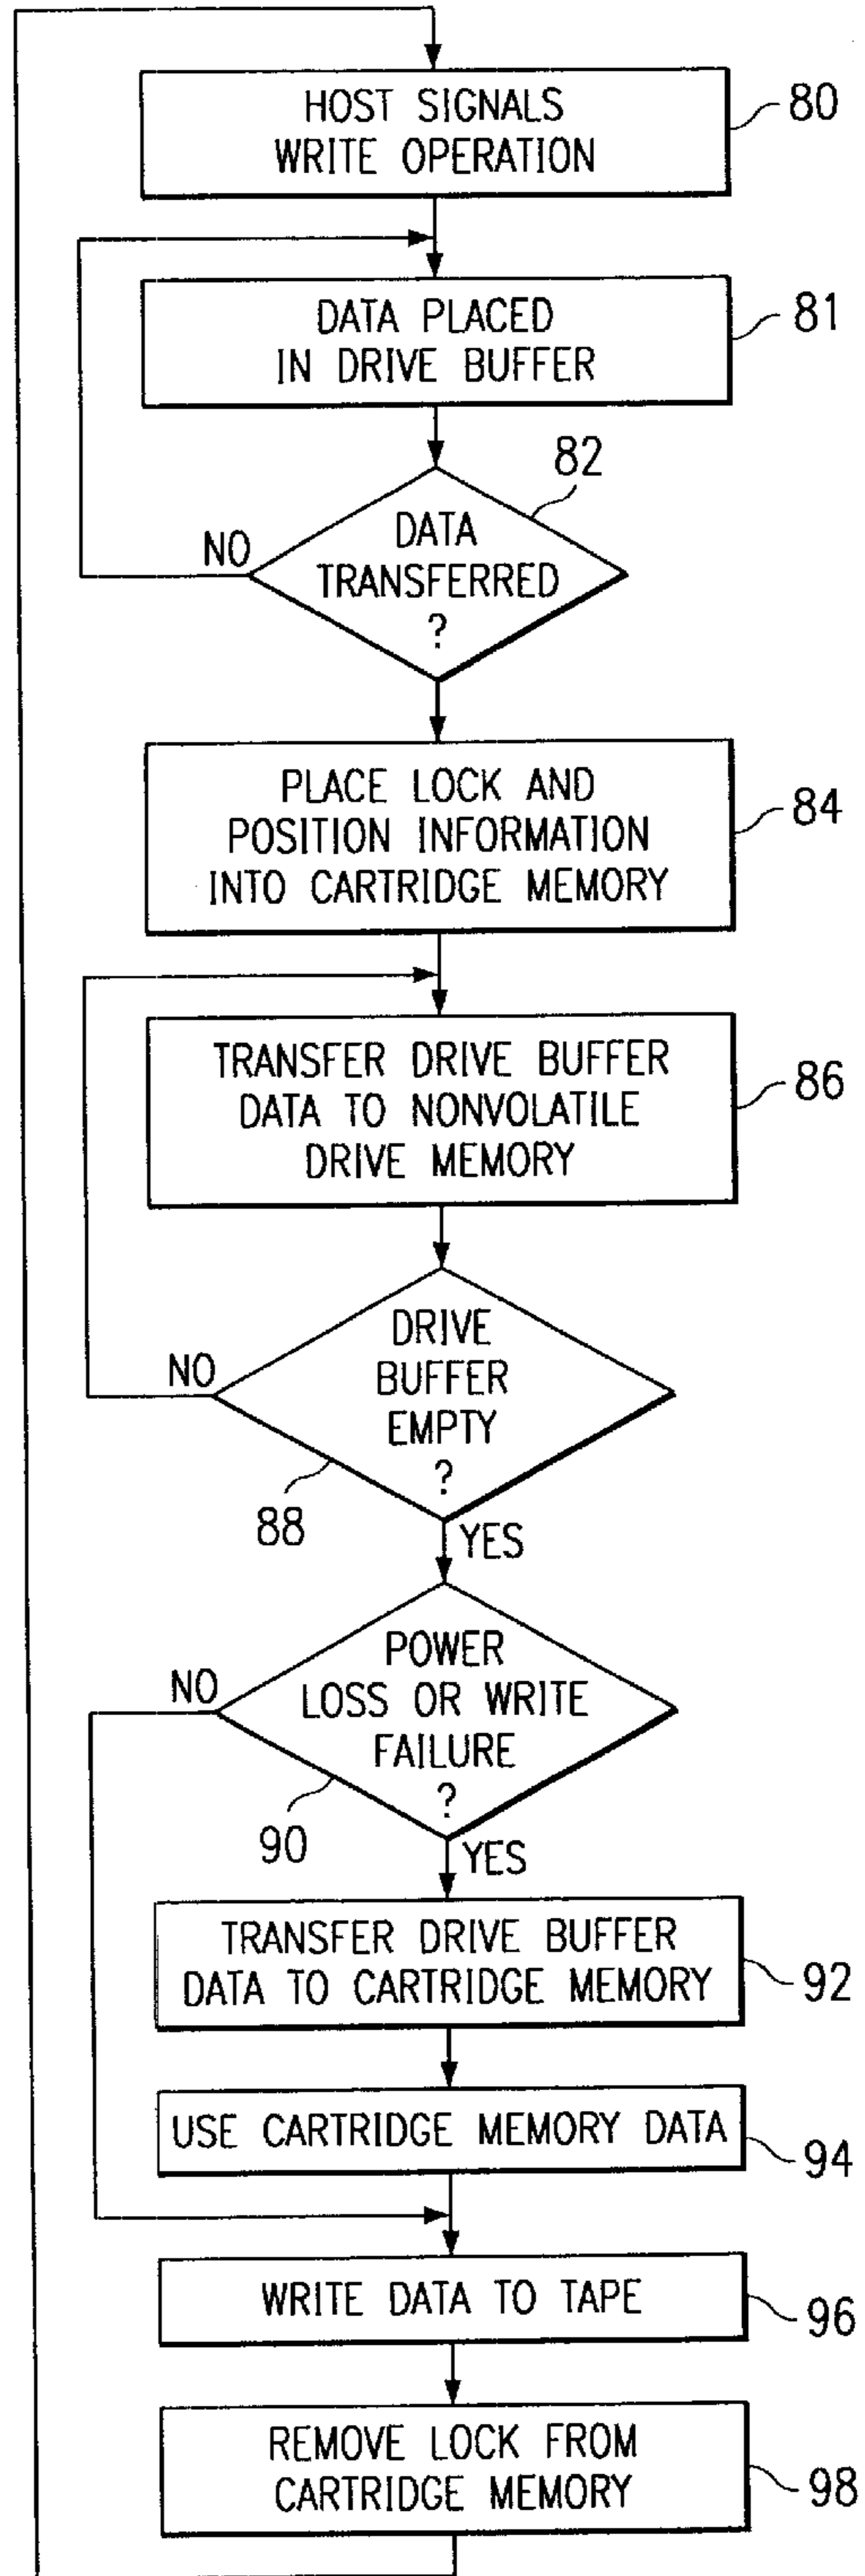 HOST SIGNALS
WRITE OPERATION
80
DATA PLACED
IN DRIVE BUFFER
81
82
DATA
TRANSFERRED
?
NO
PLACE LOCK AND
POSITION INFORMATION
INTO CARTRIDGE MEMORY
84
TRANSFER DRIVE BUFFER
DATA TO NONVOLATILE
DRIVE MEMORY
86
DRIVE
BUFFER
EMPTY
?
NO
88
YES
POWER
LOSS OR WRITE
FAILURE
?
NO
90
YES
TRANSFER DRIVE BUFFER
DATA TO CARTRIDGE MEMORY
92
USE CARTRIDGE MEMORY DATA
94
WRITE DATA TO TAPE
96
REMOVE LOCK FROM
CARTRIDGE MEMORY
98